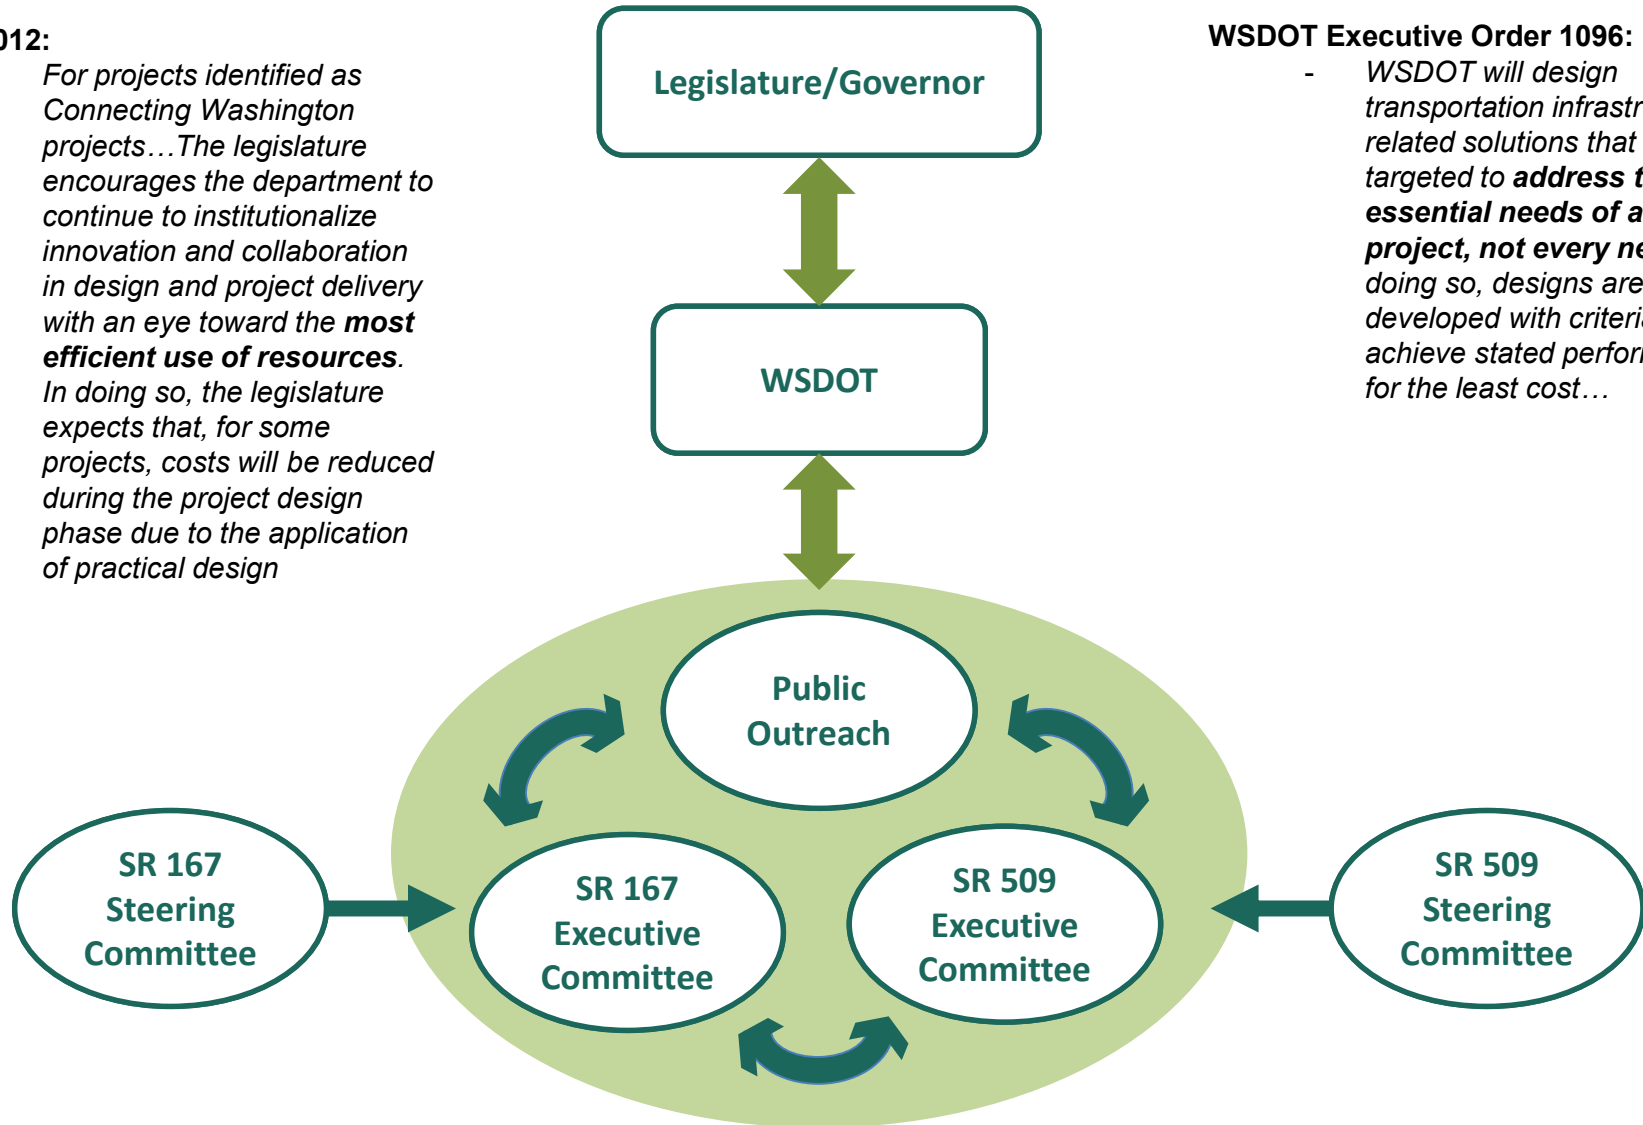 012:
For projects identified as
Connecting Washington
projects…The legislature
encourages the department to
continue to institutionalize
innovation and collaboration
in design and project delivery
with an eye toward the most
efficient use of resources.
In doing so, the legislature
expects that, for some
projects, costs will be reduced
during the project design
phase due to the application
of practical design
Legislature/Governor
WSDOT
WSDOT Executive Order 1096:
- WSDOT will design
transportation
related solutions that
targeted to address
essential needs of a
project, not every
doing so, designs are
developed with
achieve stated
for the least cost…
Public
Outreach
SR 167
Steering
Committee
SR 167
Executive
Committee
SR 509
Executive
Committee
SR 509
Steering
Committee